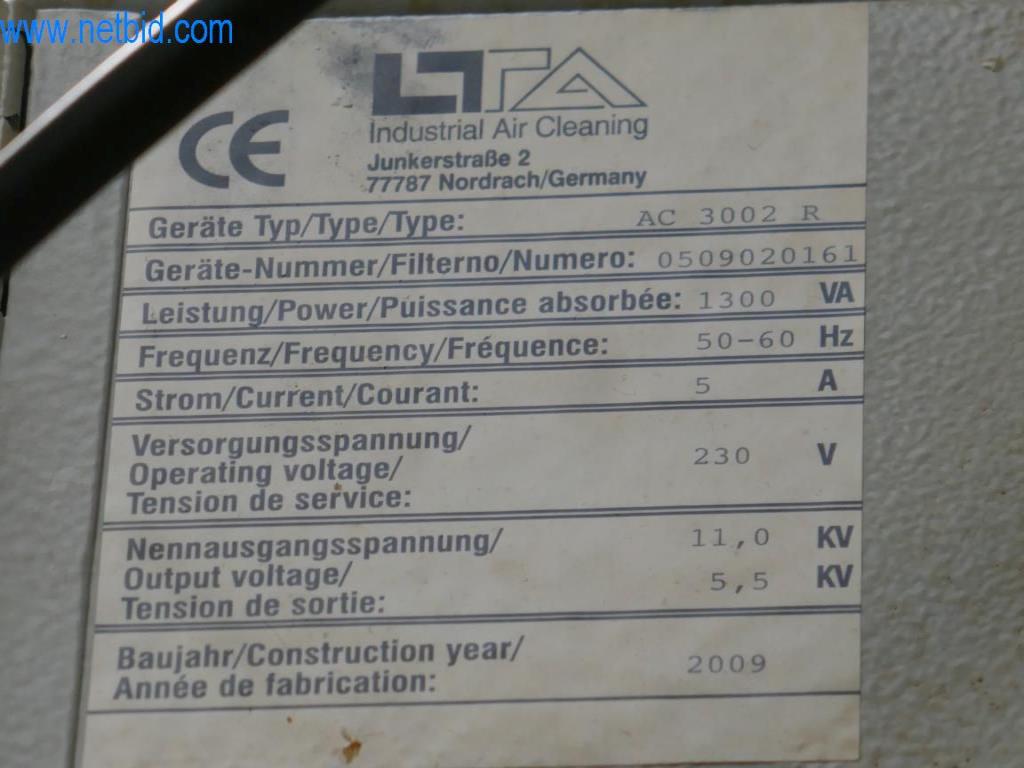 www.netbid.com
LTA
CE
Industrial Air Cleaning
Junkerstraße 2
77787 Nordrach/Germany
Geräte Typ/Type/Type: AC 3002 R
Geräte-Nummer/Filterno/Numero: 0509020161
Leistung/Power/Puissance absorbée: 1300 VA
Frequenz/Frequency/Fréquence: 50-60 Hz
Strom/Current/Courant: 5 A
Versorgungsspannung/
Operating voltage/ 230 V
Tension de service:
Nennausgangsspannung/ 11,0 KV
Output voltage/ 5,5 KV
Tension de sortie:
Baujahr/Construction year/ 2009
Année de fabrication: